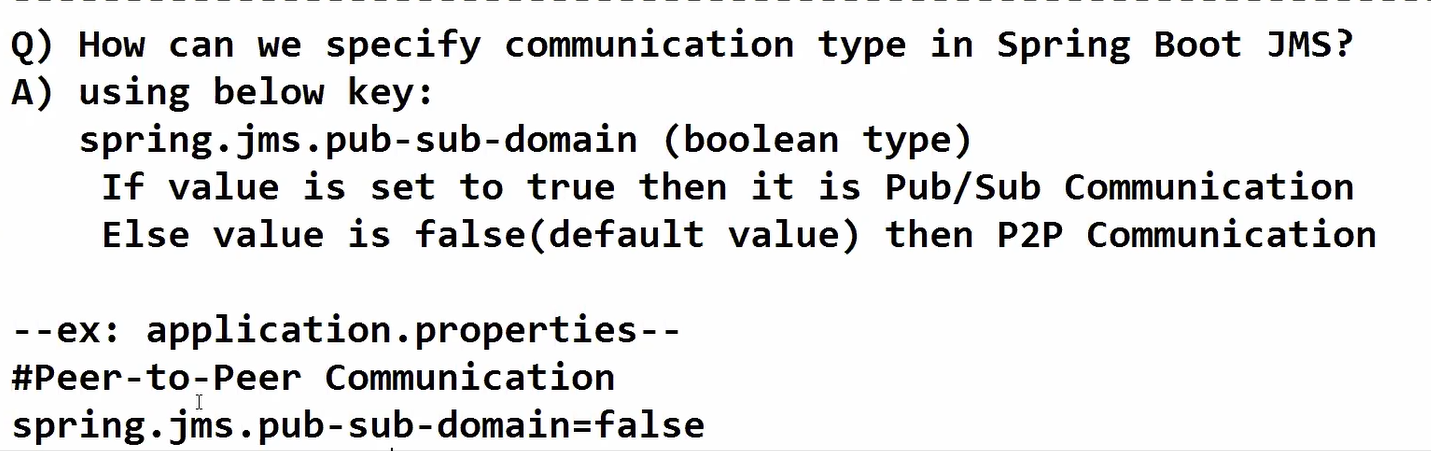 Q) How can we specify communication type in Spring Boot JMS?
A) using below key:
spring.jms.pub-sub-domain (boolean type)
If value is set to true then it is Pub/Sub Communication
Else value is false(default value) then P2P Communication
--ex: application.properties--
#Peer-to-Peer Communication
spring.jms.pub-sub-domain=false